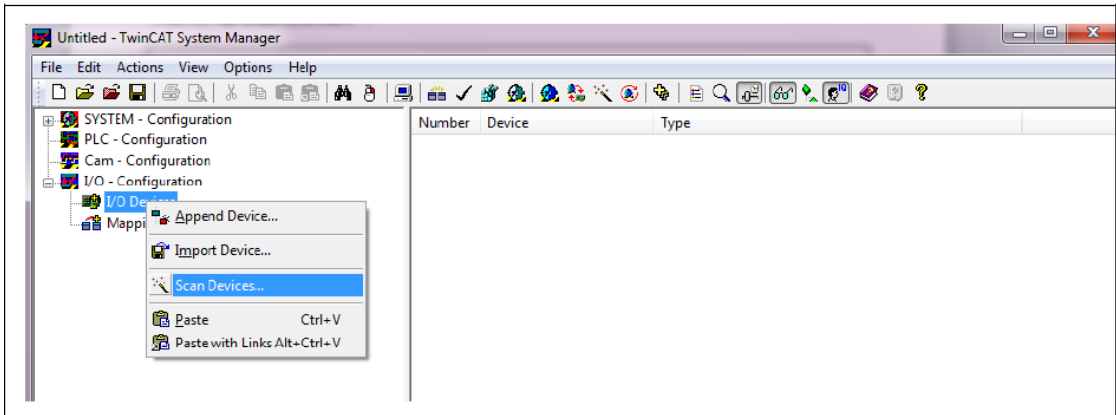 Untitled - TwinCAT System Manager
File Edit Actions View Options Help
SYSTEM - Configuration
PLC - Configuration
Cam - Configuration
I/O - Configuration
I/O Devices
Mappi
Append Device...
Import Device...
Scan Devices...
Paste Ctrl+V
Paste with Links Alt+Ctrl+V
Number Device Type